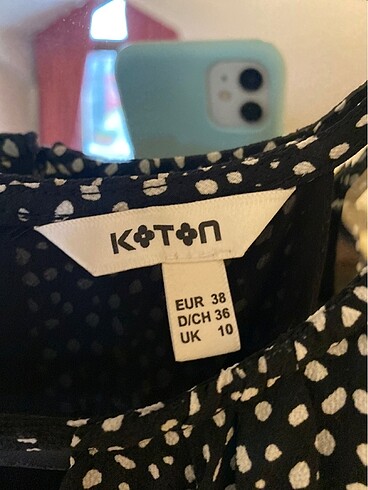 KOTON
EUR 38
D/CH 36
UK 10